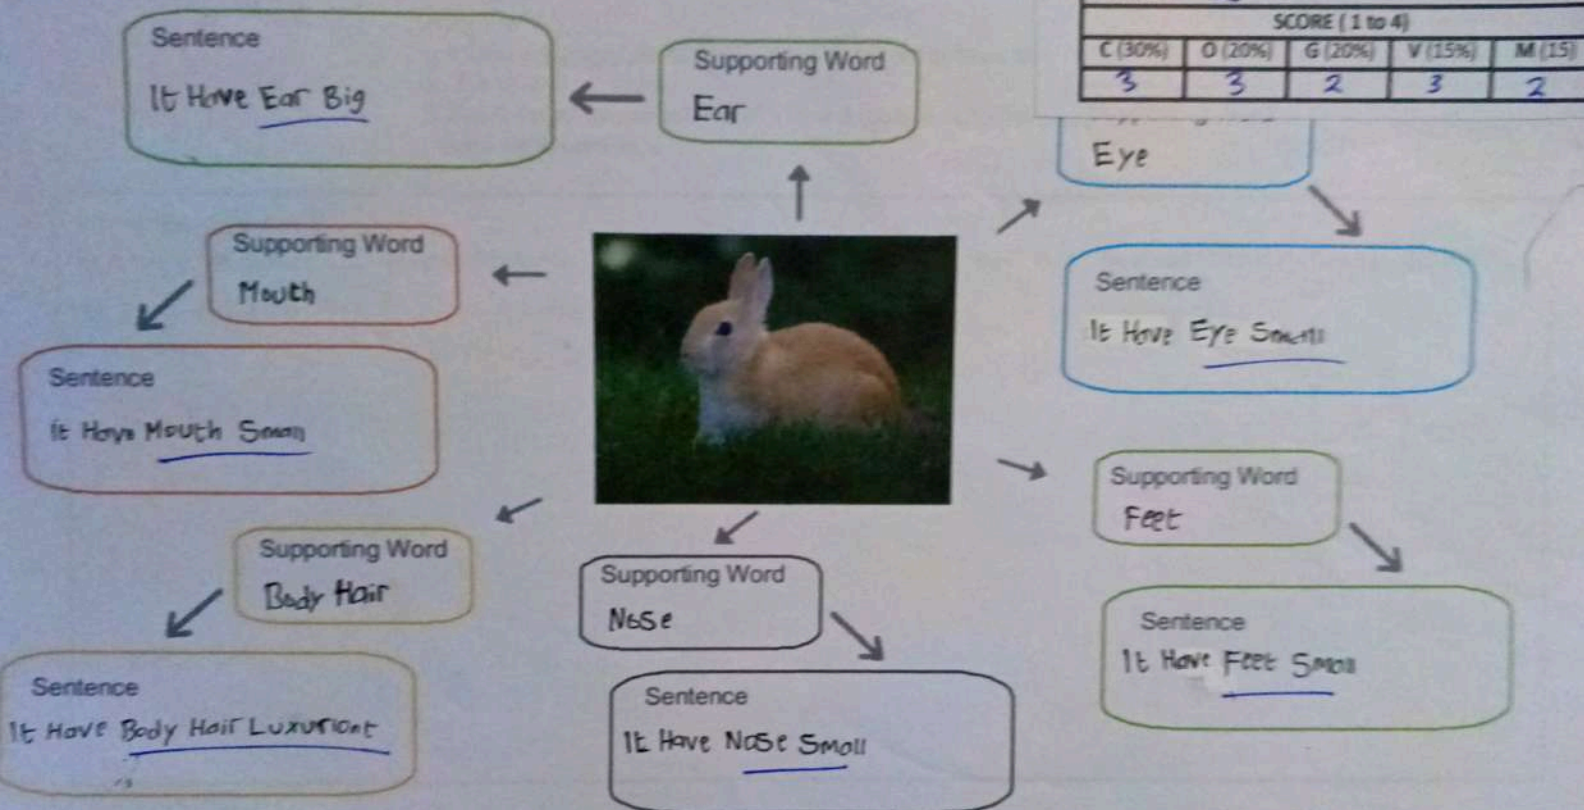 SCORE ( 1 to 4)
C (30%) O (20%) G (20%) V (15%) M (15)
3 3 2 3 2
Sentence
It Have Ear Big
Supporting Word
Ear
Eye
Sentence
It Have Eye Small
Supporting Word
Mouth
Sentence
it Have Mouth Small
Supporting Word
Feet
Sentence
It Have Feet Small
Supporting Word
Body Hair
Sentence
It Have Body Hair Luxuriant
Supporting Word
Nose
Sentence
It Have Nose Small